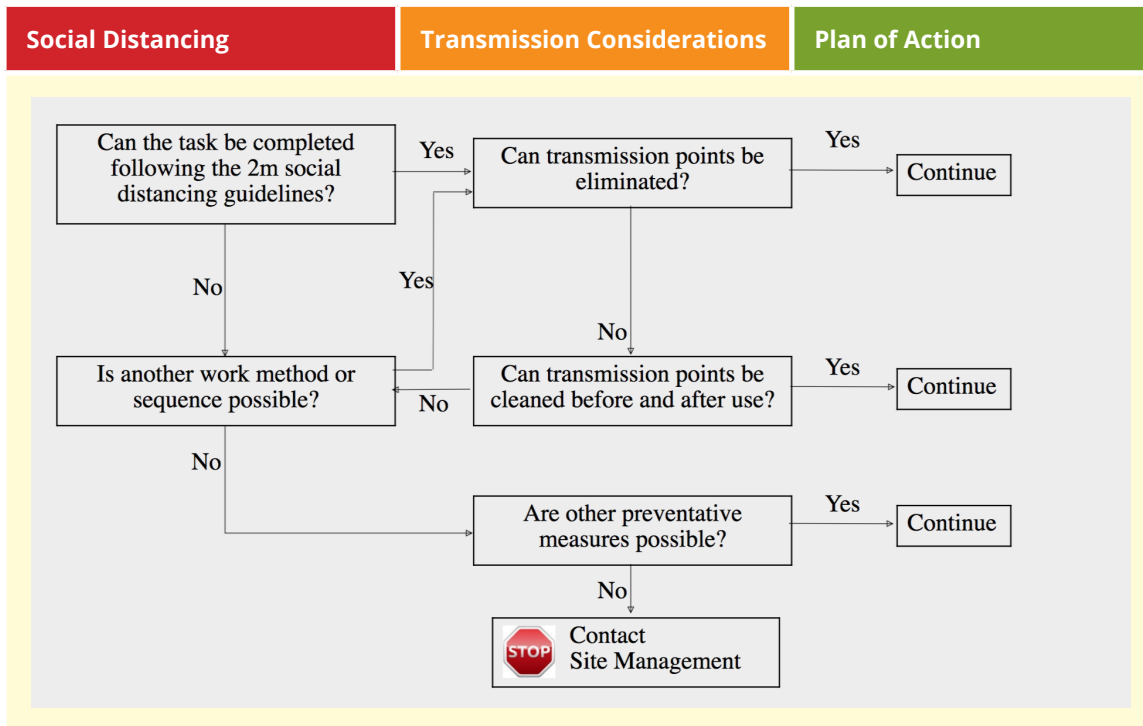 Social Distancing
Transmission Considerations
Plan of Action
Can the task be completed
following the 2m social
distancing guidelines?
Yes
Can transmission points be
eliminated?
Yes
Continue
No
Yes
No
Is another work method or
sequence possible?
No
Can transmission points be
cleaned before and after use?
Yes
Continue
No
Are other preventative
measures possible?
Yes
Continue
No
STOP
Contact
Site Management